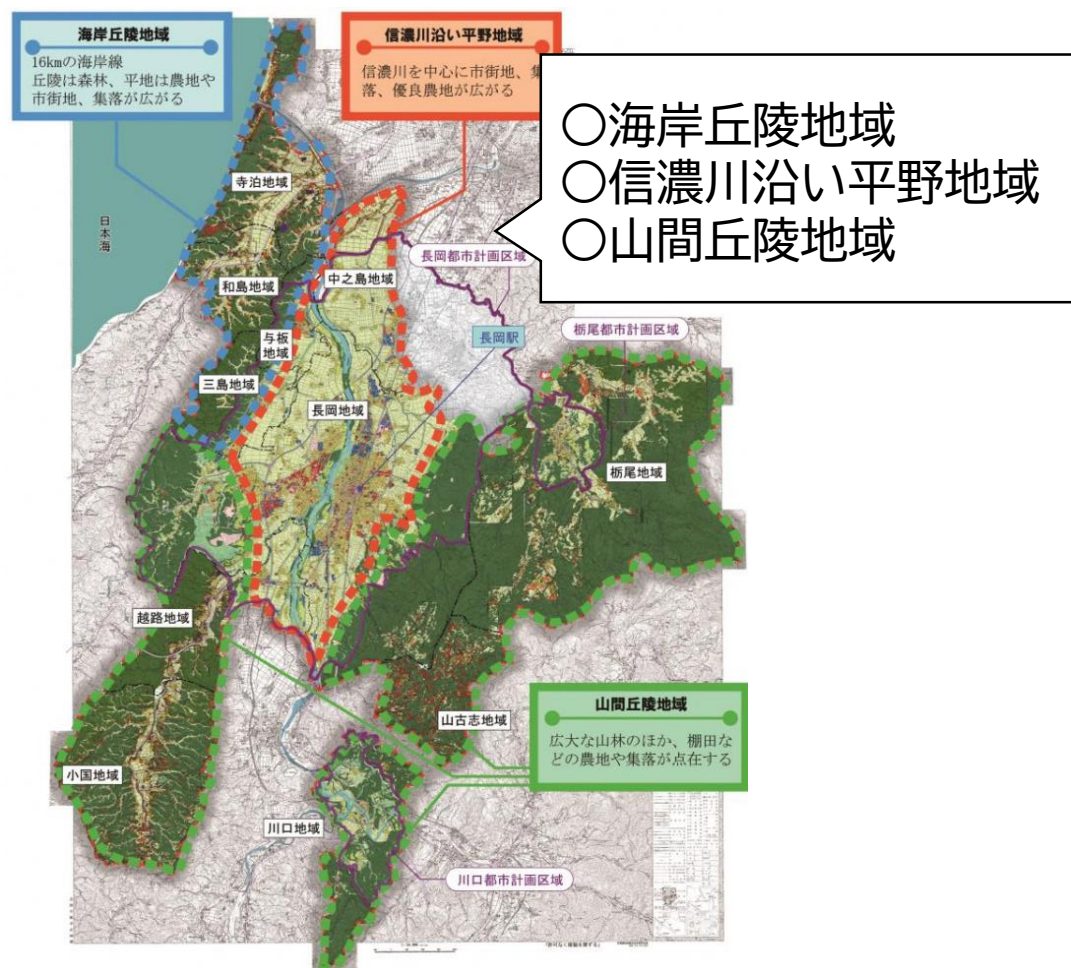 海岸丘陵地域
16kmの海岸線
丘陵は森林、平地は農地や
市街地、集落が広がる
信濃川沿い平野地域
信濃川を中心に市街地、集
落、優良農地が広がる
○海岸丘陵地域
○信濃川沿い平野地域
○山間丘陵地域
日本海
寺泊地域
長岡都市計画区域
和島地域
中之島地域
与板
地域
長岡駅
栃尾都市計画区域
三島地域
長岡地域
栃尾地域
越路地域
山古志地域
山間丘陵地域
広大な山林のほか、棚田な
どの農地や集落が点在する
小国地域
川口地域
川口都市計画区域